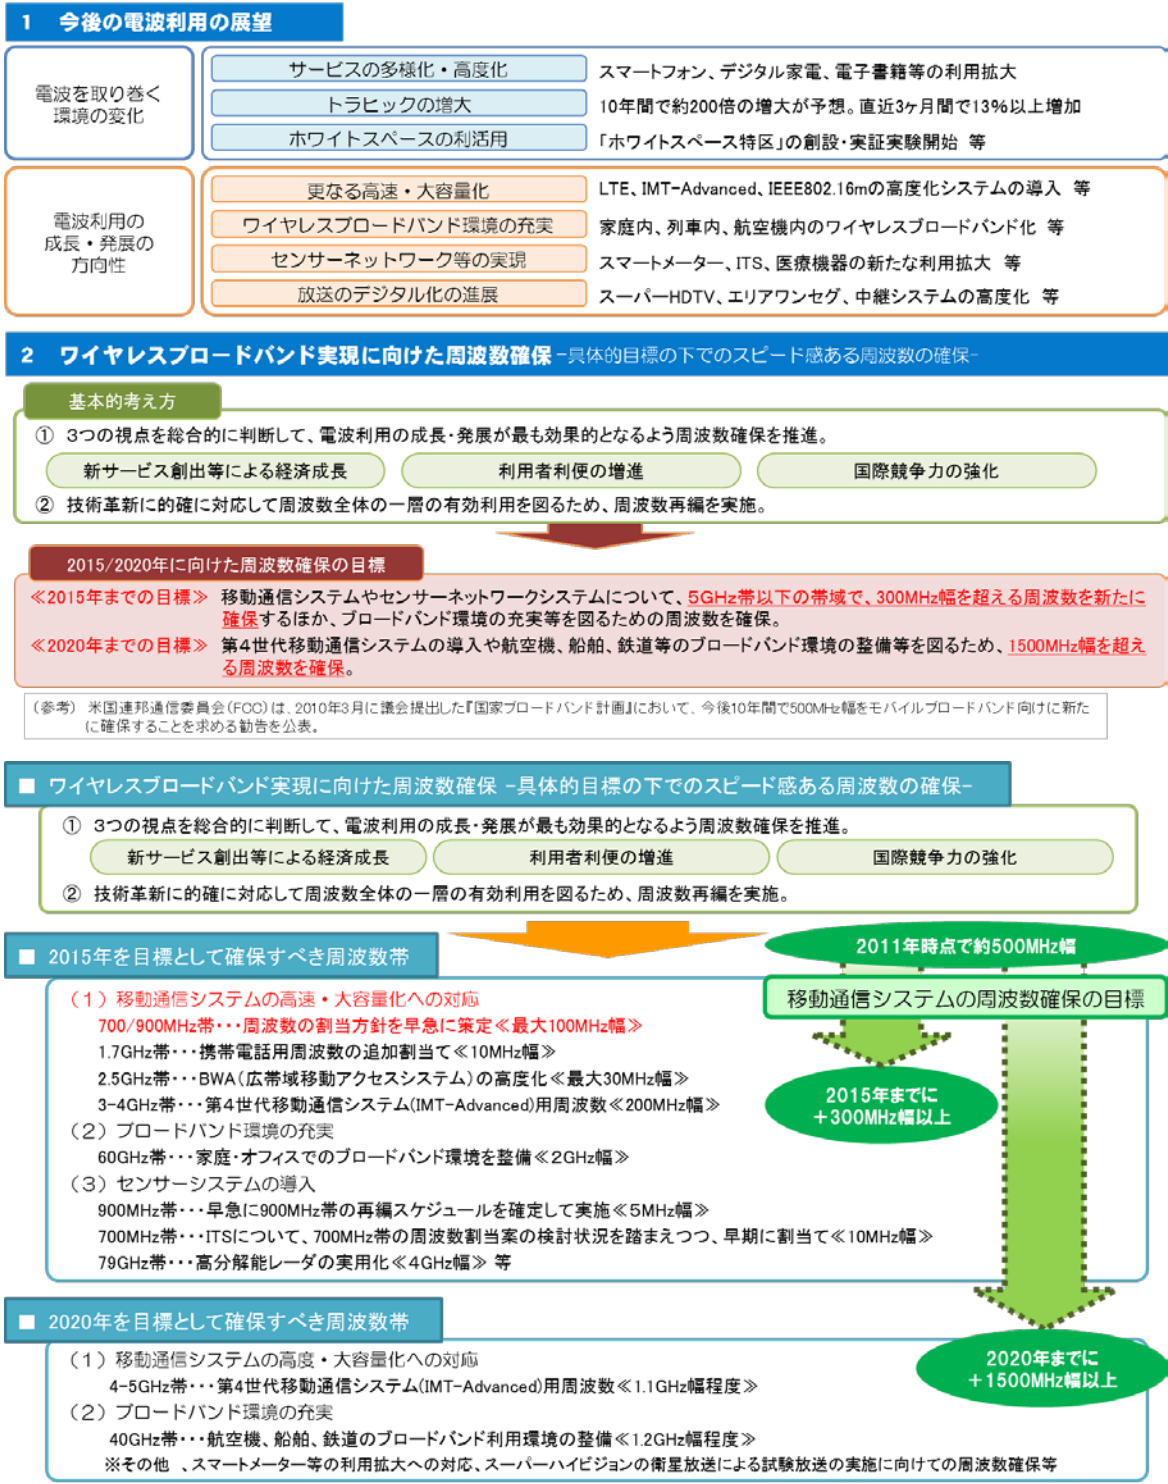 1 今後の電波利用の展望
電波を取り巻く
環境の変化
サービスの多様化・高度化
スマートフォン、デジタル家電、電子書籍等の利用拡大
トラヒックの増大
10年間で約200倍の増大が予想。直近3ヶ月間で13%以上増加
ホワイトスペースの利活用
「ホワイトスペース特区」の創設・実証実験開始 等
電波利用の
成長・発展の
方向性
更なる高速・大容量化
LTE、IMT-Advanced、IEEE802.16mの高度化システムの導入 等
ワイヤレスブロードバンド環境の充実
家庭内、列車内、航空機内のワイヤレスブロードバンド化 等
センサーネットワーク等の実現
スマートメーター、ITS、医療機器の新たな利用拡大 等
放送のデジタル化の進展
スーパーHDTV、エリアワンセグ、中継システムの高度化 等
2 ワイヤレスブロードバンド実現に向けた周波数確保 -具体的目標の下でのスピード感ある周波数の確保-
基本的考え方
① 3つの視点を総合的に判断して、電波利用の成長・発展が最も効果的となるよう周波数確保を推進。
新サービス創出等による経済成長
利用者利便の増進
国際競争力の強化
② 技術革新に的確に対応して周波数全体の一層の有効利用を図るため、周波数再編を実施。
2015/2020年に向けた周波数確保の目標
≪2015年までの目標≫ 移動通信システムやセンサーネットワークシステムについて、5GHz帯以下の帯域で、300MHz幅を超える周波数を新たに
確保するほか、ブロードバンド環境の充実等を図るための周波数を確保。
≪2020年までの目標≫ 第4世代移動通信システムの導入や航空機、船舶、鉄道等のブロードバンド環境の整備等を図るため、1500MHz幅を超え
る周波数を確保。
(参考) 米国連邦通信委員会(FCC)は、2010年3月に議会提出した『国家ブロードバンド計画』において、今後10年間で500MHz幅をモバイルブロードバンド向けに新た
に確保することを求める勧告を公表。
■ ワイヤレスブロードバンド実現に向けた周波数確保 -具体的目標の下でのスピード感ある周波数の確保-
① 3つの視点を総合的に判断して、電波利用の成長・発展が最も効果的となるよう周波数確保を推進。
新サービス創出等による経済成長
利用者利便の増進
国際競争力の強化
② 技術革新に的確に対応して周波数全体の一層の有効利用を図るため、周波数再編を実施。
2011年時点で約500MHz幅
■ 2015年を目標として確保すべき周波数帯
移動通信システムの周波数確保の目標
(1)移動通信システムの高速・大容量化への対応
700/900MHz帯・・・周波数の割当方針を早急に策定≪最大100MHz幅≫
1.7GHz帯・・・携帯電話用周波数の追加割当て≪10MHz幅≫
2.5GHz帯・・・BWA(広帯域移動アクセスシステム)の高度化≪最大30MHz幅≫
3-4GHz帯・・・第4世代移動通信システム(IMT-Advanced)用周波数≪200MHz幅≫
2015年までに
+300MHz幅以上
(2)ブロードバンド環境の充実
60GHz帯・・・家庭・オフィスでのブロードバンド環境を整備≪2GHz幅≫
(3)センサーシステムの導入
900MHz帯・・・早急に900MHz帯の再編スケジュールを確定して実施≪5MHz幅≫
700MHz帯・・・ITSについて、700MHz帯の周波数割当案の検討状況を踏まえつつ、早期に割当て≪10MHz幅≫
79GHz帯・・・高分解能レーダの実用化≪4GHz幅≫ 等
■ 2020年を目標として確保すべき周波数帯
(1)移動通信システムの高度・大容量化への対応
4-5GHz帯・・・第4世代移動通信システム(IMT-Advanced)用周波数≪1.1GHz幅程度≫
2020年までに
+1500MHz幅以上
(2)ブロードバンド環境の充実
40GHz帯・・・航空機、船舶、鉄道のブロードバンド利用環境の整備≪1.2GHz幅程度≫
※その他 、スマートメーター等の利用拡大への対応、スーパーハイビジョンの衛星放送による試験放送の実施に向けての周波数確保等